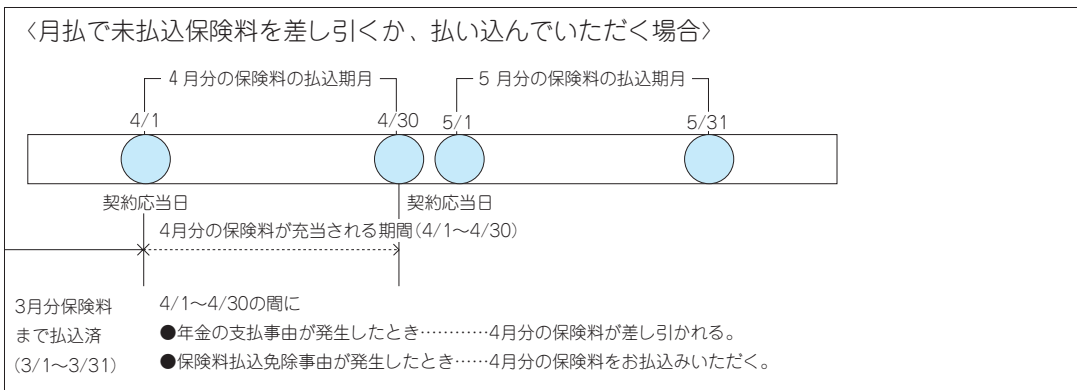 〈月払で未払込保険料を差し引くか、払い込んでいただく場合〉
4月分の保険料の払込期月
5月分の保険料の払込期月
4/1
4/30
5/1
5/31
契約応当日
契約応当日
4月分の保険料が充当される期間(4/1～4/30)
3月分保険料
まで払込済
(3/1～3/31)
4/1～4/30の間に
●年金の支払事由が発生したとき…………4月分の保険料が差し引かれる。
●保険料払込免除事由が発生したとき……4月分の保険料をお払込みいただく。